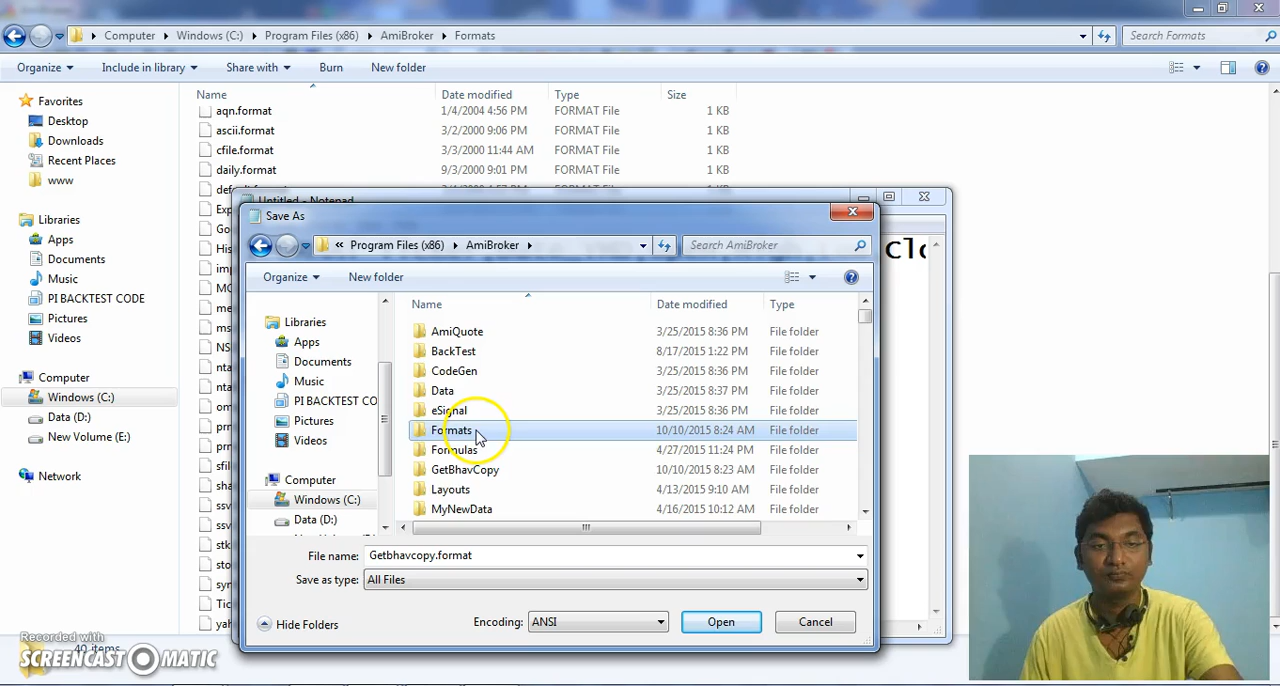 Computer Windows (C:) Program Files (x86) AmiBroker Formats
Search Formats
Organize Include in library Share with Burn New folder
Name Date modified Type Size
Favorites
Desktop
Downloads
Recent Places
www
Libraries
Apps
Documents
Music
PI BACKTEST CODE
Pictures
Videos
Computer
Windows (C:)
Data (D:)
New Volume (E:)
Network
aqn.format 1/4/2004 4:56 PM FORMAT File 1 KB
ascii.format 3/2/2000 9:06 PM FORMAT File 1 KB
cfile.format 3/3/2000 11:44 AM FORMAT File 1 KB
daily.format 9/3/2000 9:01 PM FORMAT File 1 KB
Untitled - Notepad
Clo
Save As
« Program Files (x86) AmiBroker
Search AmiBroker
Organize New folder
Libraries
Apps
Documents
Music
PI BACKTEST CO
Pictures
Videos
Computer
Windows (C:)
Data (D:)
Name Date modified Type
AmiQuote 3/25/2015 8:36 PM File folder
BackTest 8/17/2015 1:22 PM File folder
CodeGen 3/25/2015 8:36 PM File folder
Data 3/25/2015 8:37 PM File folder
eSignal 3/25/2015 8:36 PM File folder
Formats 10/10/2015 8:24 AM File folder
Formulas 4/27/2015 11:24 PM File folder
GetBhavCopy 10/10/2015 8:23 AM File folder
Layouts 4/13/2015 9:10 AM File folder
MyNewData 4/16/2015 10:12 AM File folder
File name: Getbhavcopy.format
Save as type: All Files
Hide Folders
Encoding: ANSI
Open
Cancel
40 items
Recorded with
SCREENCAST MATIC